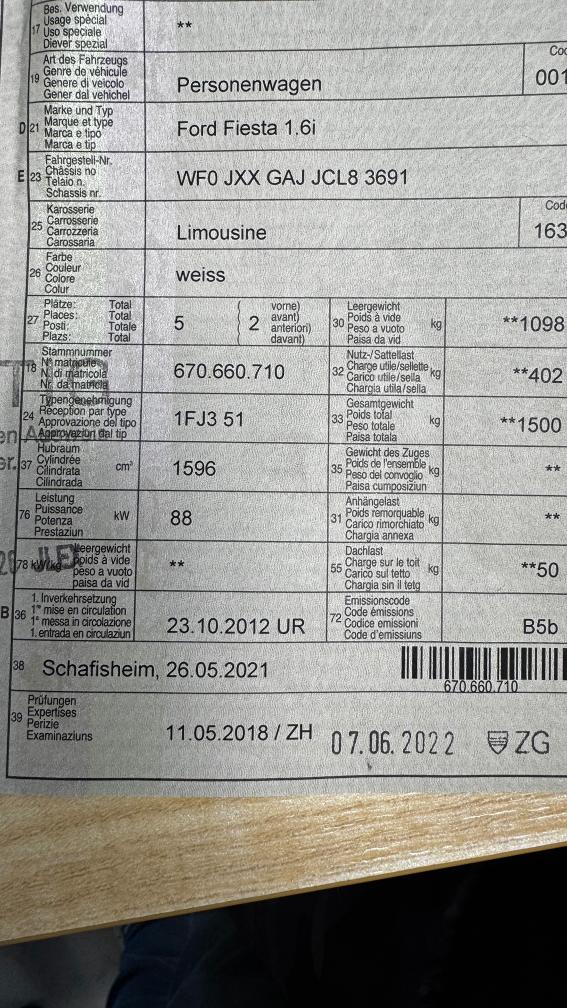 Bes. Verwendung
Usage spécial
17 Uso speciale
Diever spezial
**
Art des Fahrzeugs
19 Genre de véhicule
Genere di veicolo
Gener dal vehichel
Personenwagen
001
Marke und Typ
D 21 Marque et type
Marca e tipo
Marca e tip
Ford Fiesta 1.6i
Fahrgestell-Nr.
E 23 Châssis no
Telaio n.
Schassis nr.
WF0 JXX GAJ JCL8 3691
Karosserie
25 Carrosserie
Carrozzeria
Carossaria
Limousine
Code
163
Farbe
26 Couleur
Colore
Colur
weiss
Plätze: Total
27 Places: Total
Posti: Totale
Plazs: Total
5
2
vorne)
avant)
anteriori)
davant)
Leergewicht
30 Poids à vide kg
Peso a vuoto
Paisa da vid
**1098
Stammnummer
18 N° matricule
N. di matricola
Nr. da matricla
670.660.710
Nutz-/Sattellast
32 Charge utile/sellette kg
Carico utile/sella
Chargia utila/sella
**402
Typengenehmigung
24 Réception par type
Approvazione del tipo
Approvaziun dal tip
1FJ3 51
Gesamtgewicht
33 Poids total kg
Peso totale
Paisa totala
**1500
Hubraum
37 Cylindrée cm³
Cilindrata
Cilindrada
1596
Gewicht des Zuges
35 Poids de l'ensemble kg
Peso del convoglio
Paisa cumposiziun
**
Leistung
76 Puissance kW
Potenza
Prestaziun
88
Anhängelast
31 Poids remorquable kg
Carico rimorchiato
Chargia annexa
**
Leergewicht
78 kW/kg poids à vide
peso a vuoto
paisa da vid
**
Dachlast
55 Charge sur le toit kg
Carico sul tetto
Chargia sin il tetg
**50
1. Inverkehrsetzung
B 36 1re mise en circulation
1a messa in circolazione
1. entrada en circulaziun
23.10.2012 UR
Emissionscode
72 Code émissions
Codice emissioni
Code d'emissiuns
B5b
38 Schafisheim, 26.05.2021
670.660.710
Prüfungen
39 Expertises
Perizie
Examinaziuns
11.05.2018 / ZH
07.06.2022 ZG